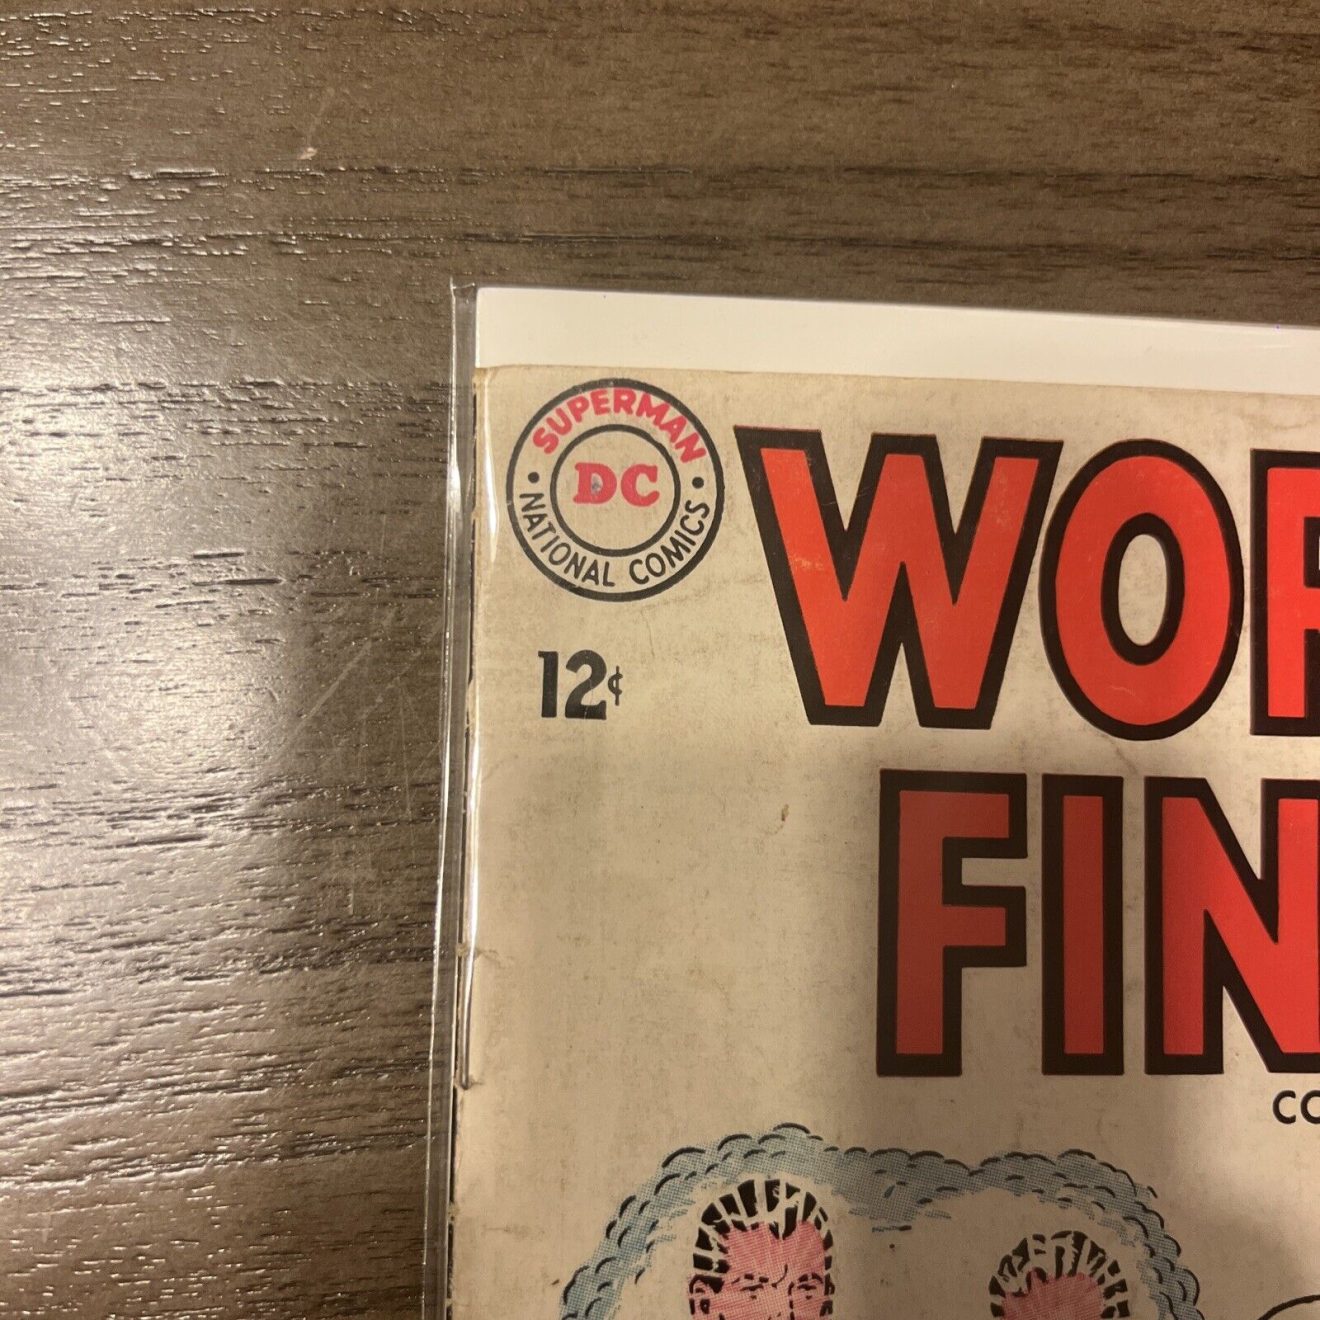 SUPERMAN
DC
NATIONAL COMICS
12¢
WOR
FIN
CO